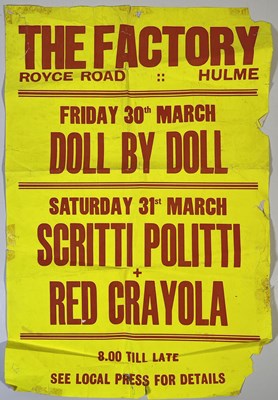 THE FACTORY
ROYCE ROAD :: HULME
FRIDAY 30th MARCH
DOLL BY DOLL
SATURDAY 31st MARCH
SCRITTI POLITTI
+
RED CRAYOLA
8.00 TILL LATE
SEE LOCAL PRESS FOR DETAILS